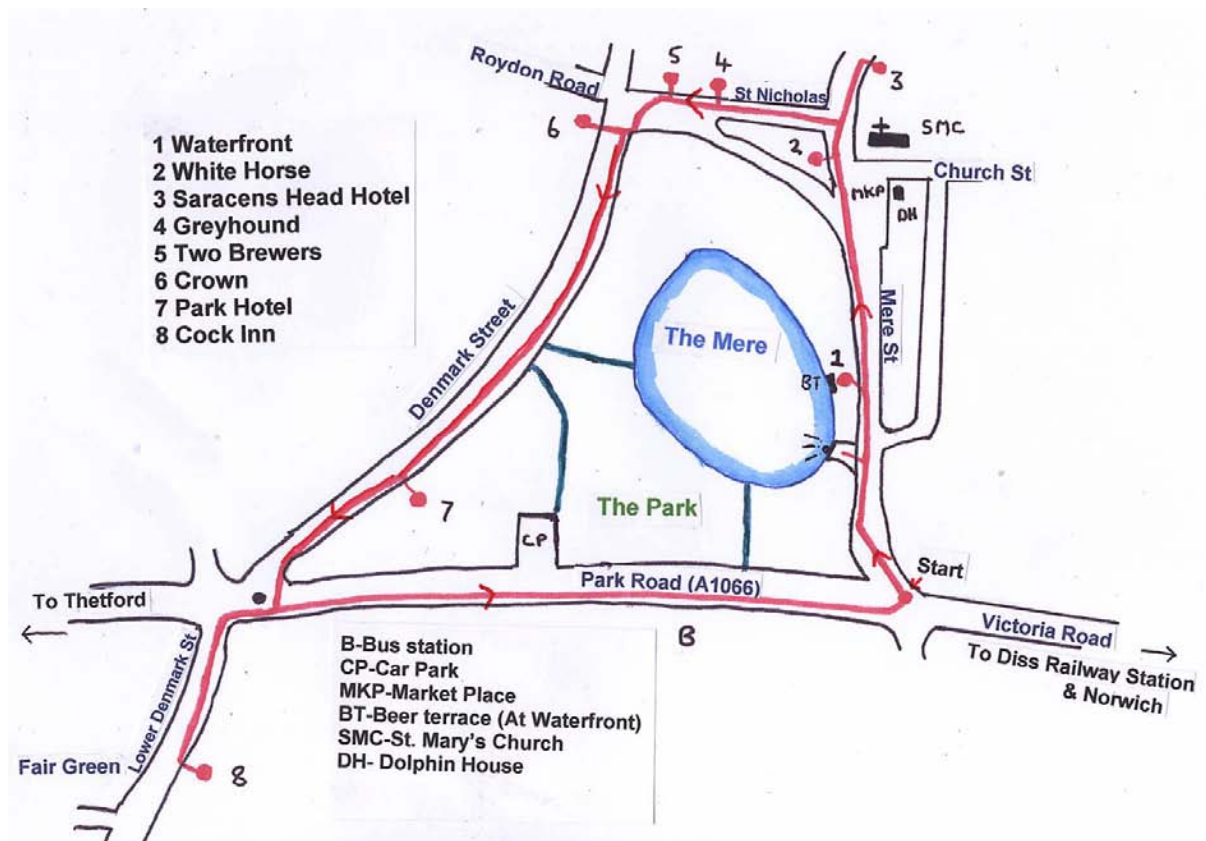 Roydon Road
5
4
St Nicholas
3
SMC
6
2
Church St
MKP
DH
1 Waterfront
2 White Horse
3 Saracens Head Hotel
4 Greyhound
5 Two Brewers
6 Crown
7 Park Hotel
8 Cock Inn
Denmark Street
The Mere
Mere St
1
BT
7
The Park
CP
Start
Park Road (A1066)
To Thetford
Victoria Road
To Diss Railway Station
& Norwich
B
Lower Denmark St
Fair Green
8
B-Bus station
CP-Car Park
MKP-Market Place
BT-Beer terrace (At Waterfront)
SMC-St. Mary's Church
DH- Dolphin House